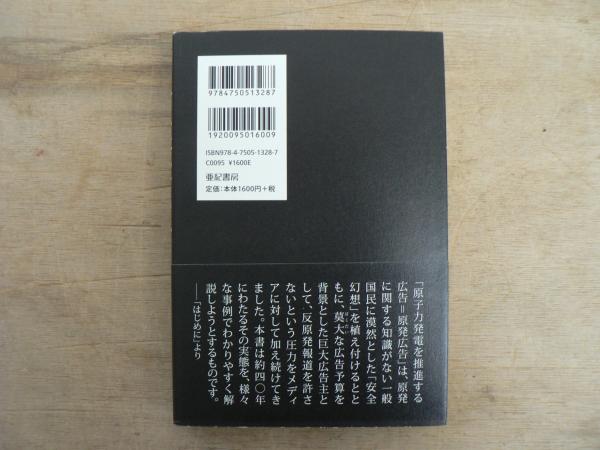 9784750513287
1920095016009
ISBN978-4-7505-1328-7
C0095 ¥1600E
亜紀書房
定価:本体1600円+税
「原子力発電を推進する
広告=原発広告」は、原発
に関する知識がない一般
国民に漠然とした「安全
幻想」を植え付けるとと
もに、莫大な広告予算を
背景とした巨大広告主と
して、反原発報道を許さ
ないという圧力をメディ
アに対して加え続けてき
ました。本書は約四〇年
にわたるその実態を、様々
な事例でわかりやすく解
説しようとするものです。
──「はじめに」より